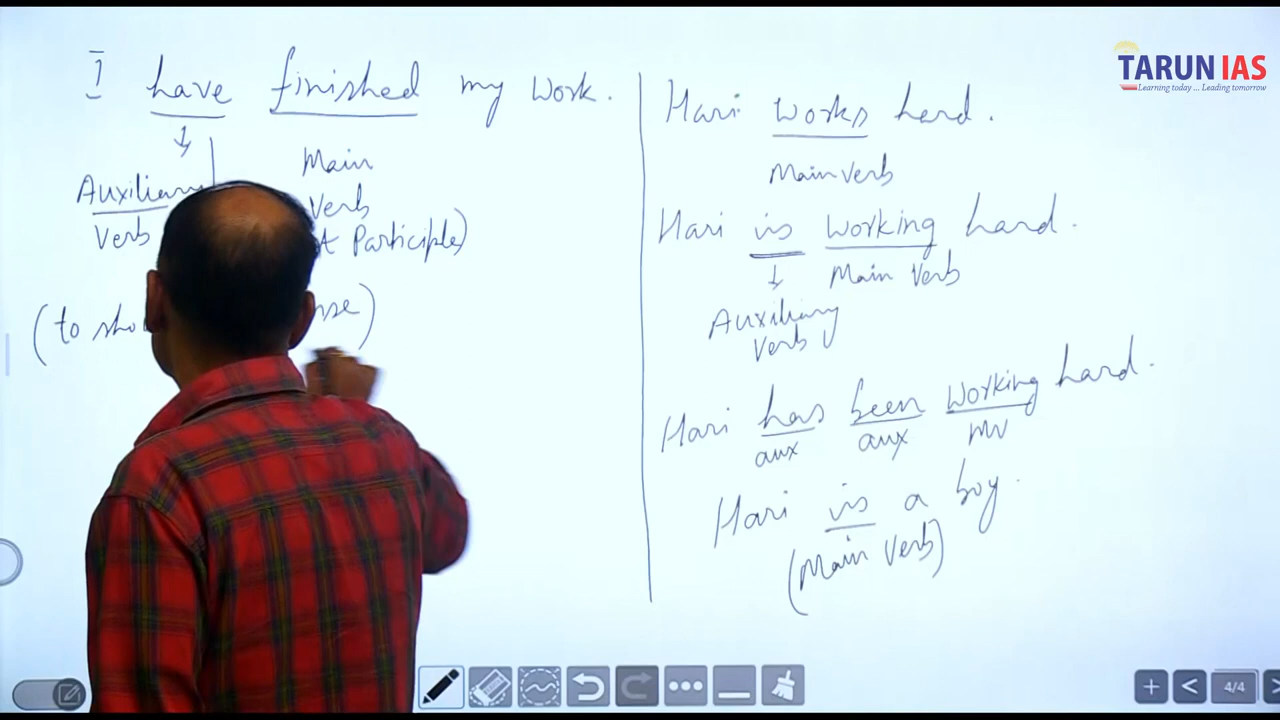 I have finished my work.
Auxiliary
Verb
Main
Verb
Participle)
(to
Hari works hard.
Main Verb
Hari is working hard.
Main Verb
Auxiliary
Verb
Hari has been working hard.
aux aux MV
Hari is a boy.
(Main Verb)
TARUN IAS
Learning today ... Leading tomorrow
4/4